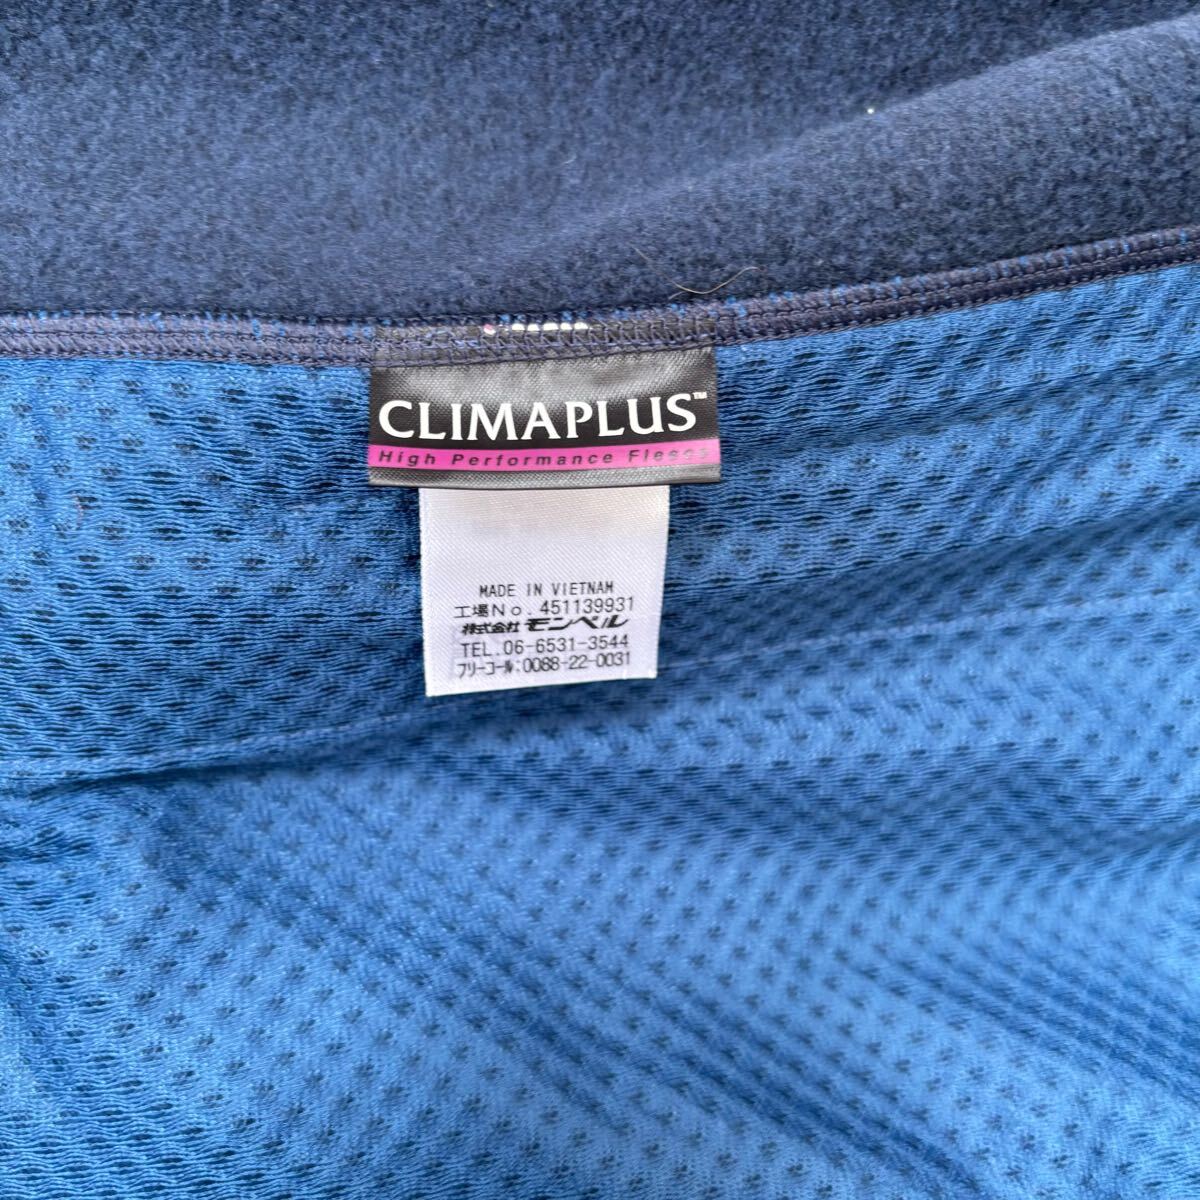 CLIMAPLUS™
High Performance Fleece
MADE IN VIETNAM
工場No.451139931
株式会社 モンベル
TEL.06-6531-3544
フリーコール:0088-22-0031